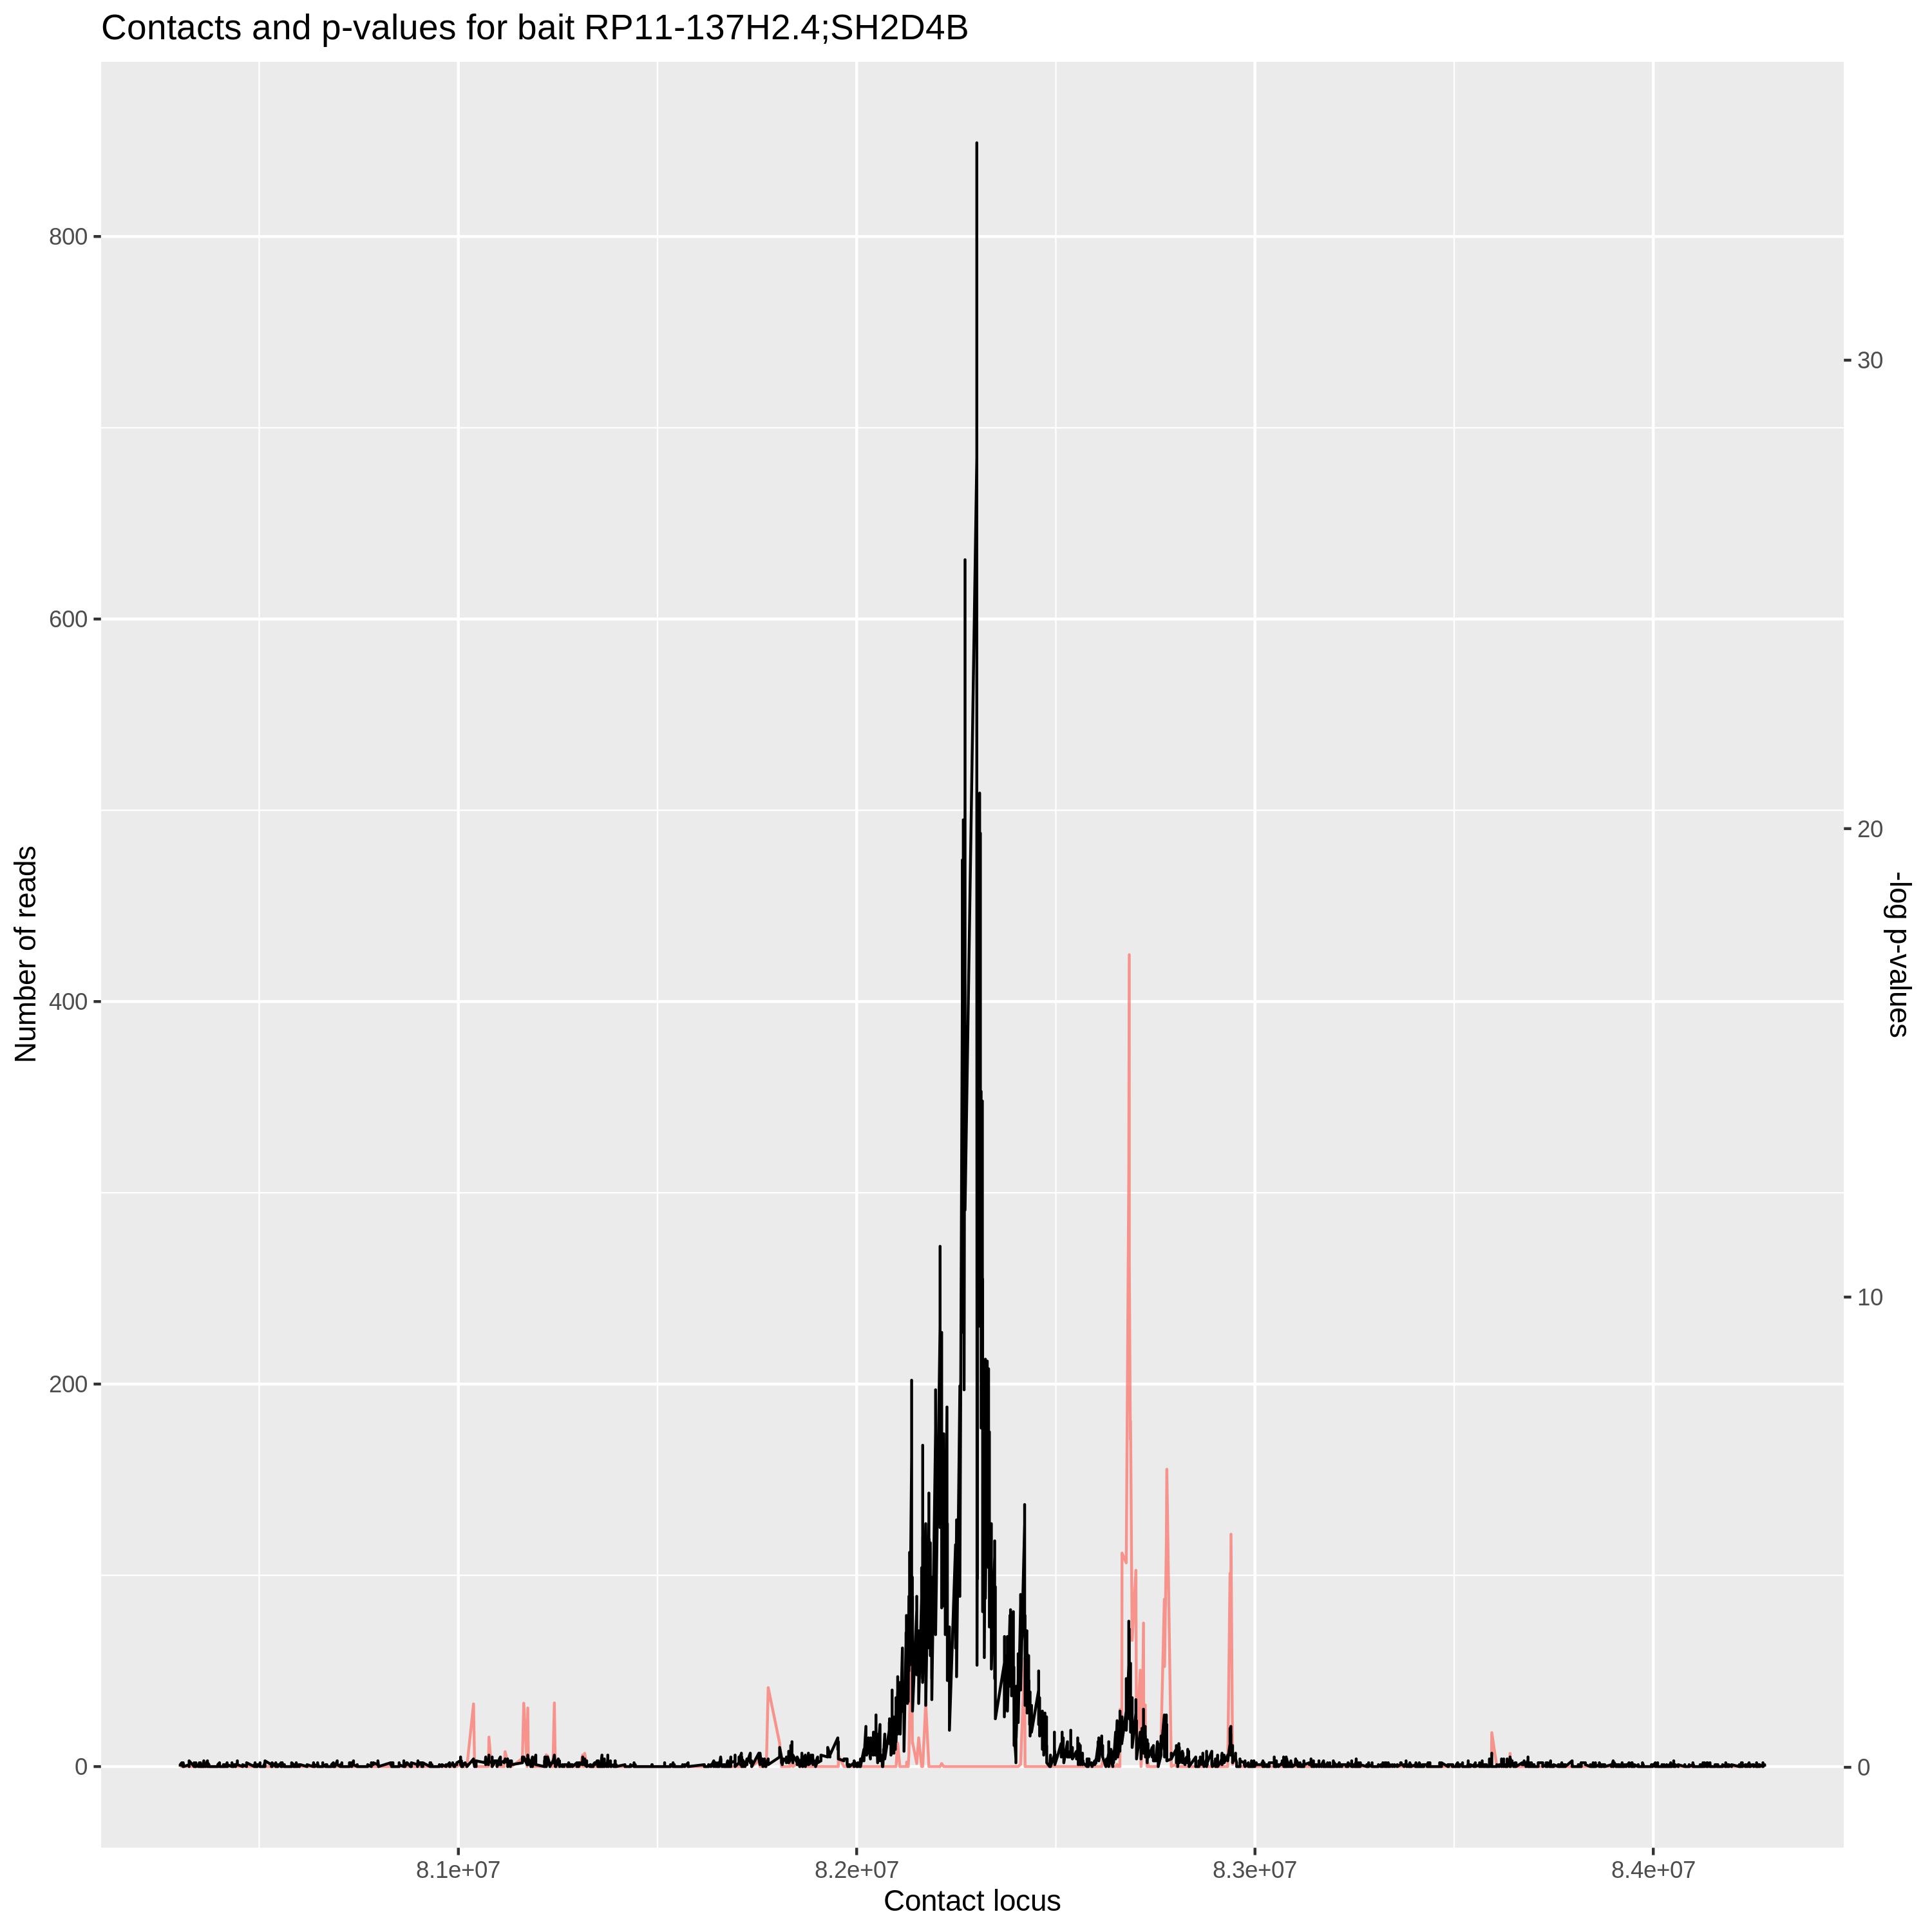 Contacts and p-values for bait RP11-137H2.4;SH2D4B
800
600
400
200
0
Number of reads
30
20
10
0
-log p-values
8.1e+07 8.2e+07 8.3e+07 8.4e+07
Contact locus